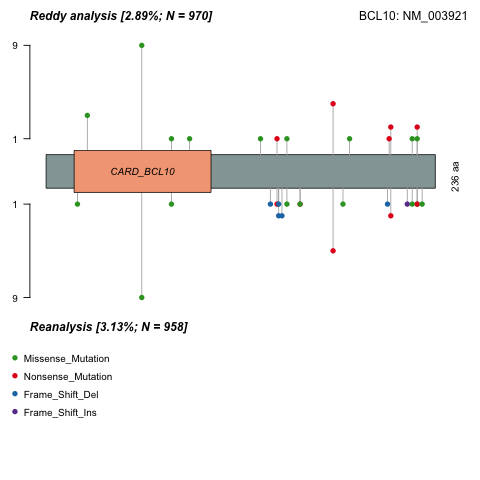 Reddy analysis [2.89%; N = 970]
BCL10: NM_003921
9
1
CARD_BCL10
236 aa
1
9
Reanalysis [3.13%; N = 958]
Missense_Mutation
Nonsense_Mutation
Frame_Shift_Del
Frame_Shift_Ins